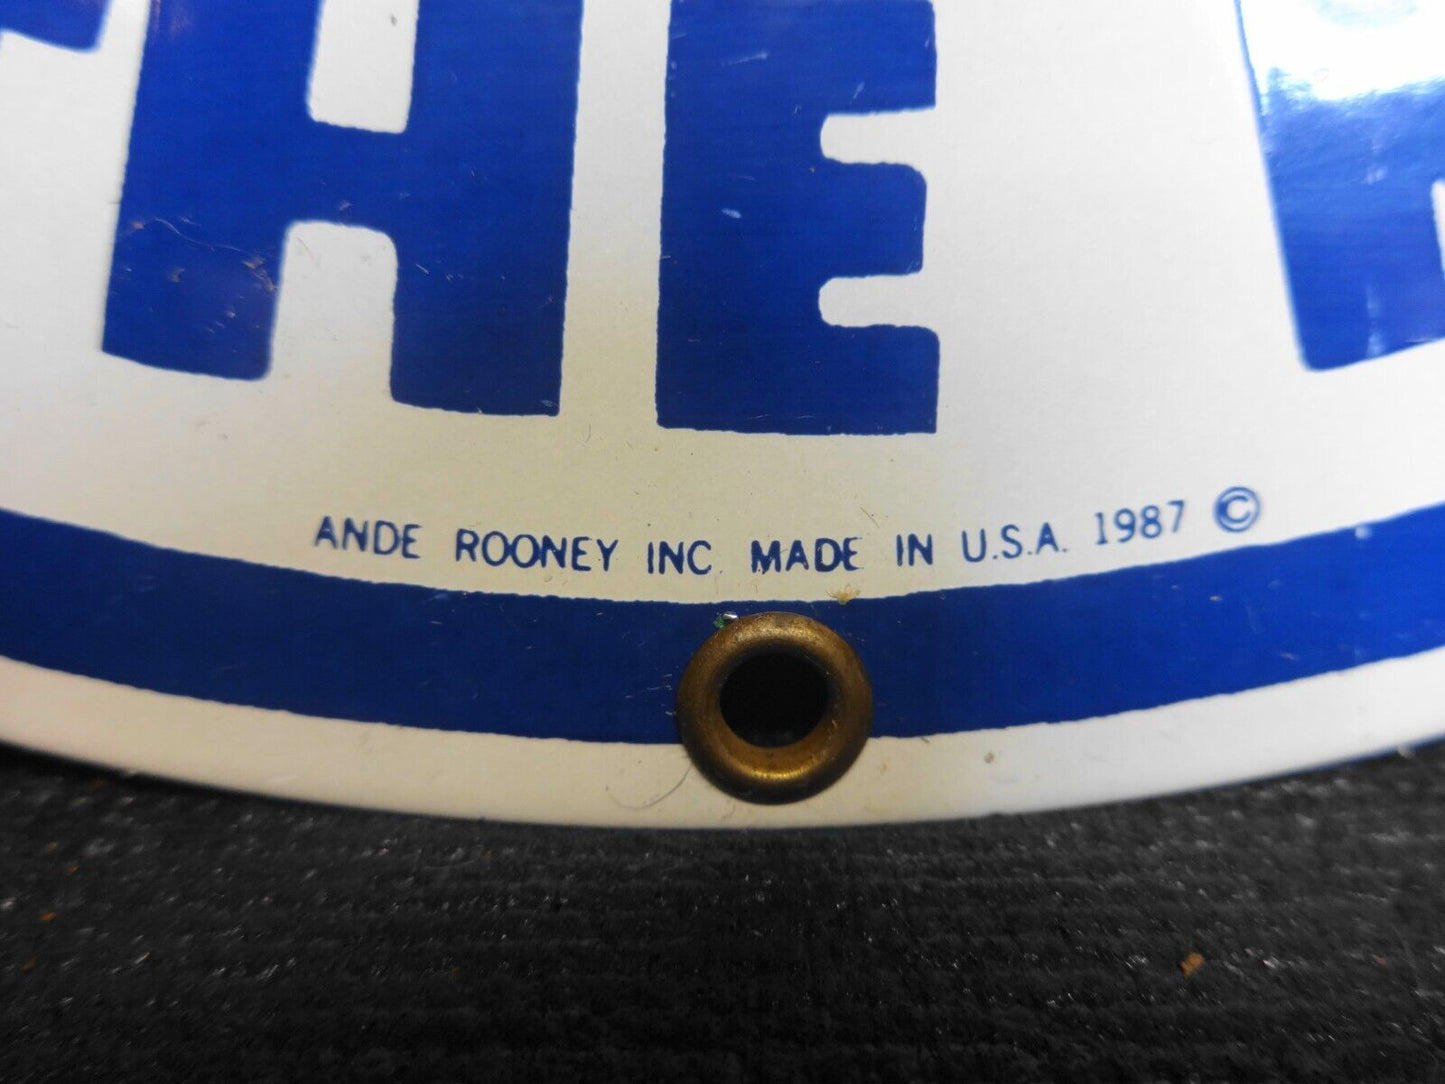 HE
ANDE ROONEY INC. MADE IN U.S.A. 1987 ©